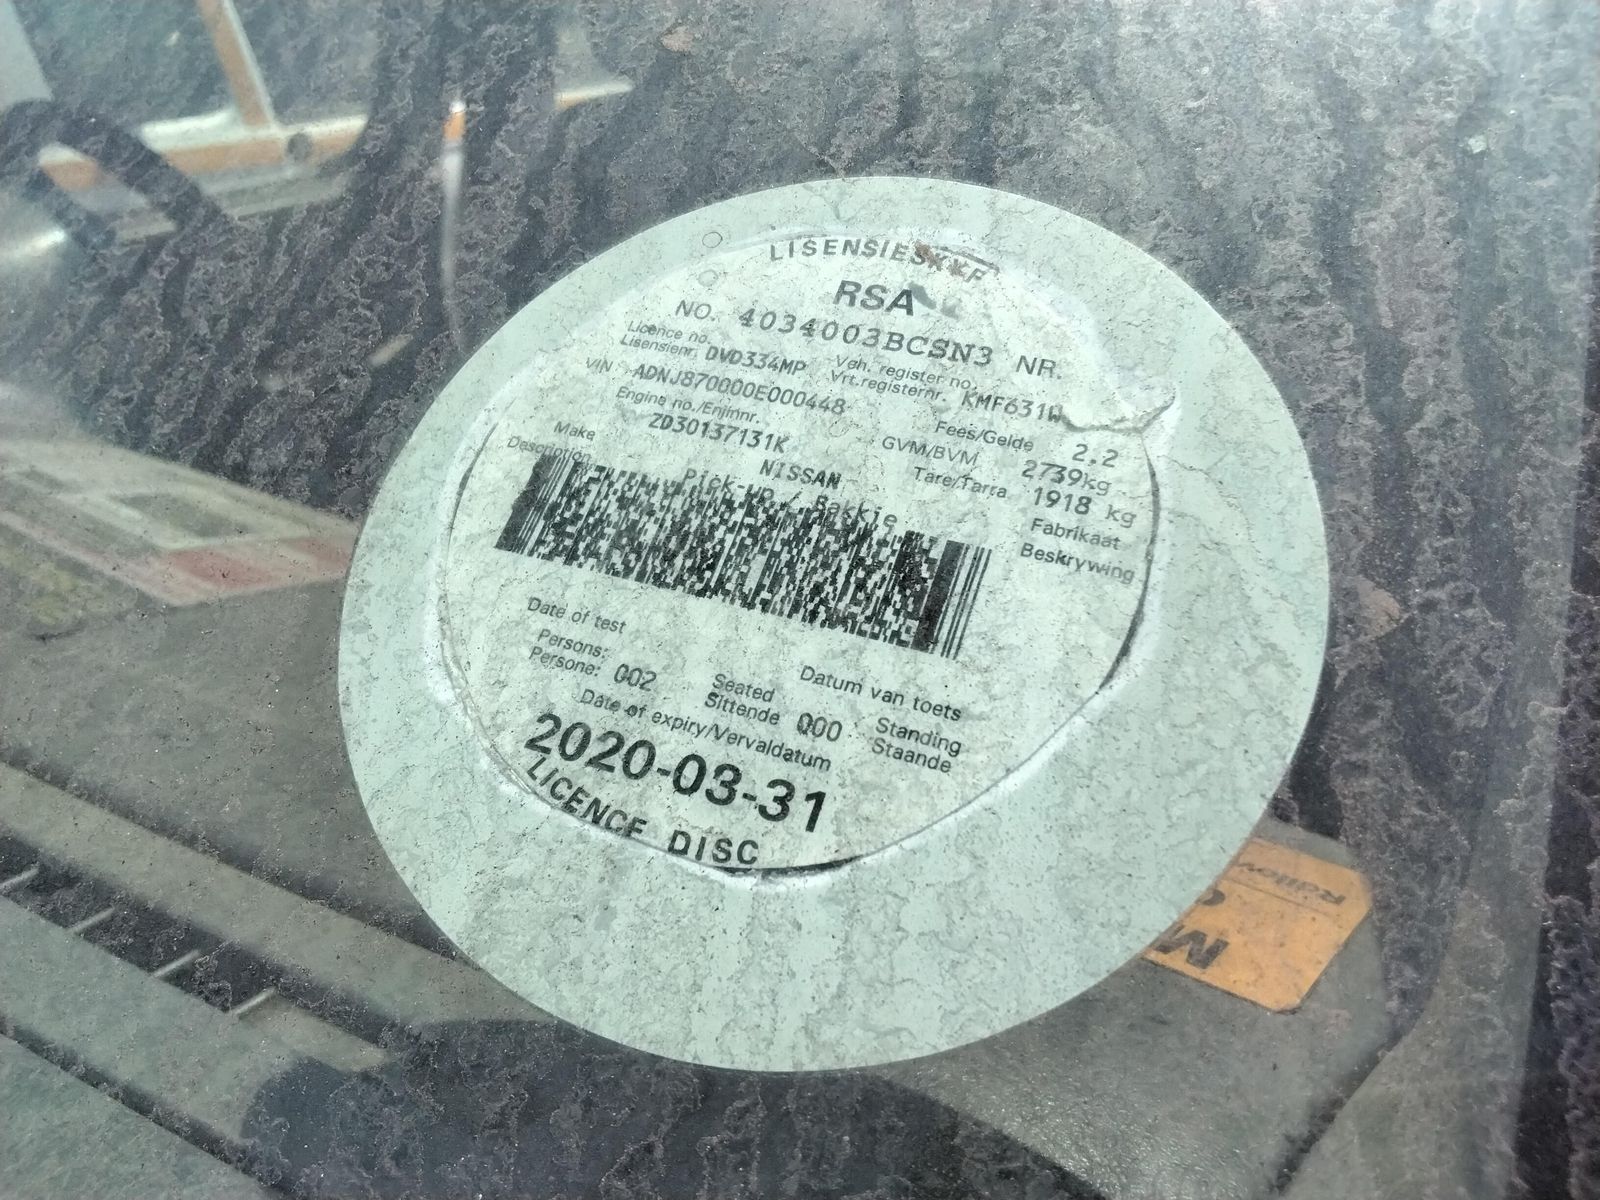 LISENSIESKYF
RSA
NO. 4034003BCSN3 NR.
Licence no. Veh. register no.
Lisensienr. DVD334MP Vrt.registernr. KMF631W
VIN ADNJ870000E000448 Fees/Gelde 2.2
Engine no./Enjinnr. GVM/BVM 2739kg
ZD30137131K Tare/Tarra 1918 kg
Make NISSAN Fabrikaat
Description Pick-up / Bakkie Beskrywing
Date of test Datum van toets
Persons: Seated Standing
Persone: 002 Sittende 000 Staande
Date of expiry/Vervaldatum
2020-03-31
LICENCE DISC